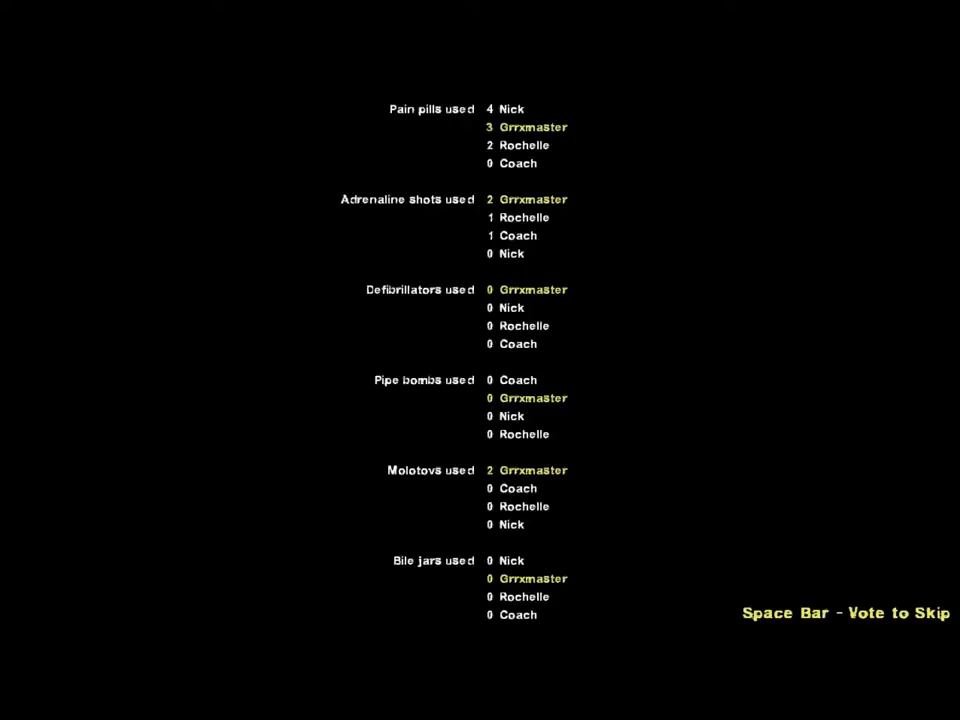 Pain pills used 4 Nick
3 Grrxmaster
2 Rochelle
0 Coach
Adrenaline shots used 2 Grrxmaster
1 Rochelle
1 Coach
0 Nick
Defibrillators used 0 Grrxmaster
0 Nick
0 Rochelle
0 Coach
Pipe bombs used 0 Coach
0 Grrxmaster
0 Nick
0 Rochelle
Molotovs used 2 Grrxmaster
0 Coach
0 Rochelle
0 Nick
Bile jars used 0 Nick
0 Grrxmaster
0 Rochelle
0 Coach
Space Bar - Vote to Skip